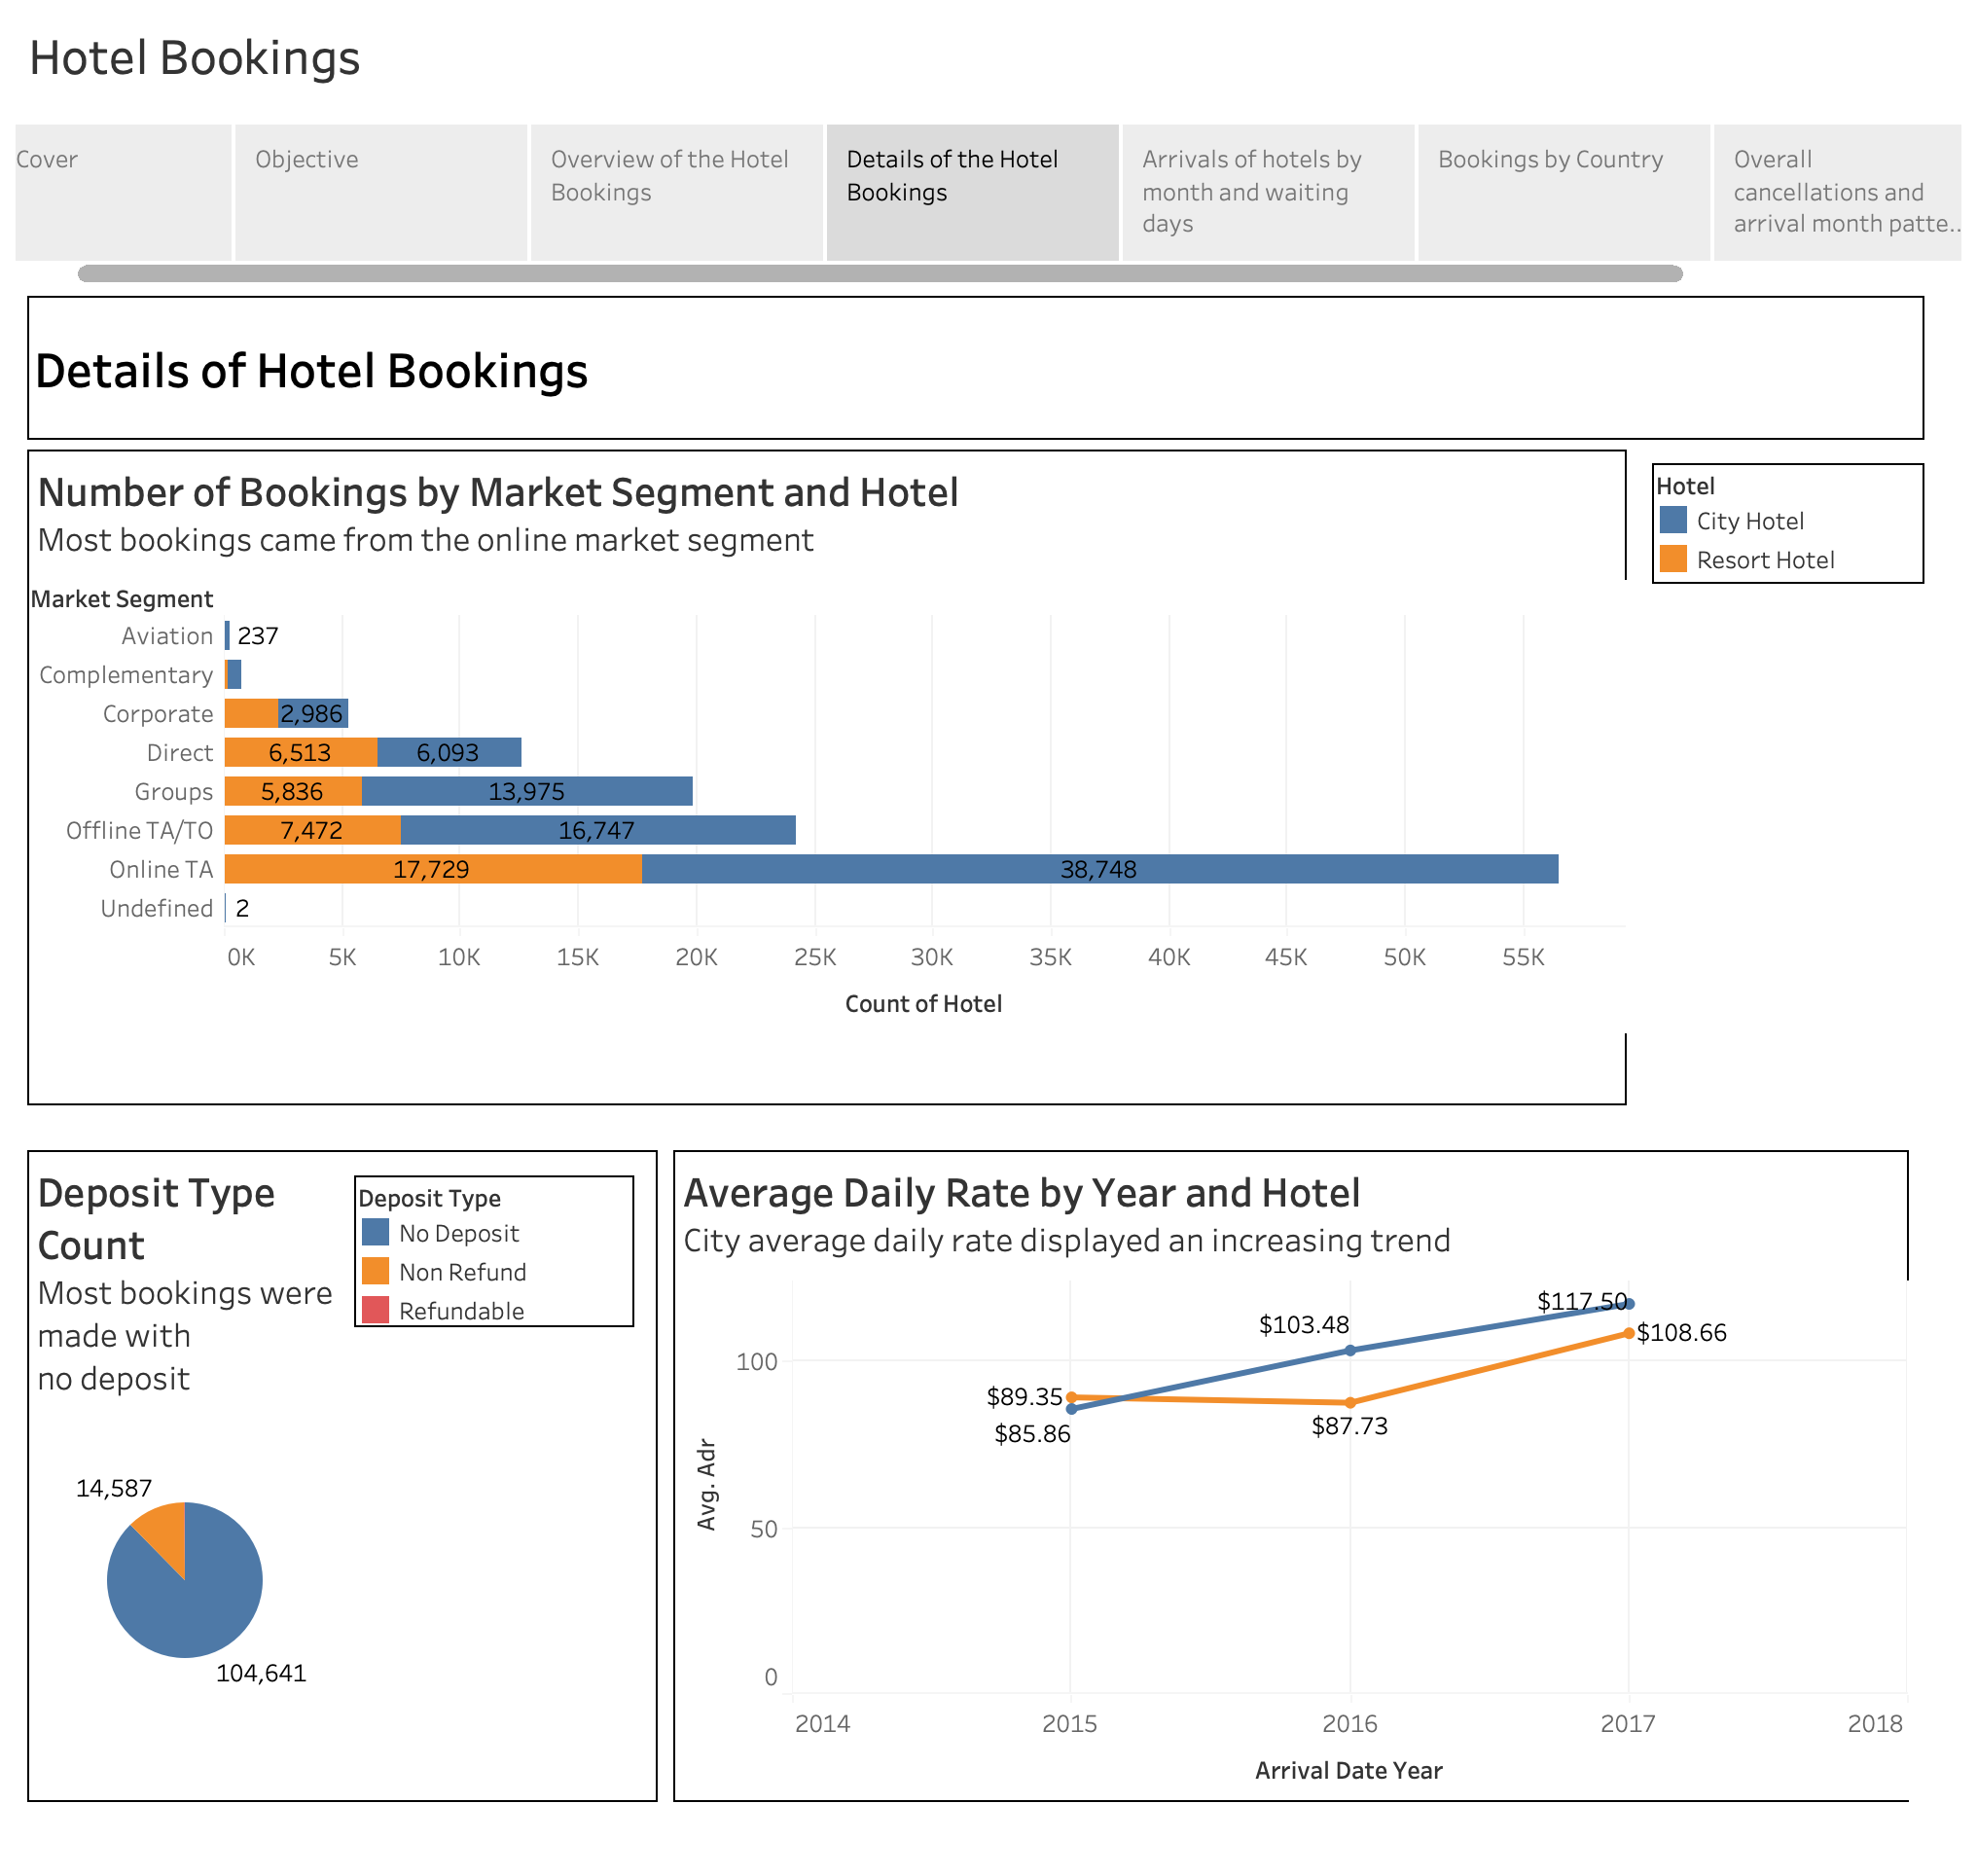 Hotel Bookings
Cover
Objective
Overview of the Hotel
Bookings
Details of the Hotel
Bookings
Arrivals of hotels by
month and waiting
days
Bookings by Country
Overall
cancellations and
arrival month patte..
Details of Hotel Bookings
Number of Bookings by Market Segment and Hotel
Most bookings came from the online market segment
Hotel
City Hotel
Resort Hotel
Market Segment
Aviation 237
Complementary
Corporate 2,986
Direct 6,513 6,093
Groups 5,836 13,975
Offline TA/TO 7,472 16,747
Online TA 17,729 38,748
Undefined 2
0K 5K 10K 15K 20K 25K 30K 35K 40K 45K 50K 55K
Count of Hotel
Deposit Type
Count
Most bookings were
made with
no deposit
Deposit Type
No Deposit
Non Refund
Refundable
14,587
104,641
Average Daily Rate by Year and Hotel
City average daily rate displayed an increasing trend
$117.50
$103.48
$108.66
100
$89.35
$87.73
$85.86
Avg. Adr
50
0
2014 2015 2016 2017 2018
Arrival Date Year